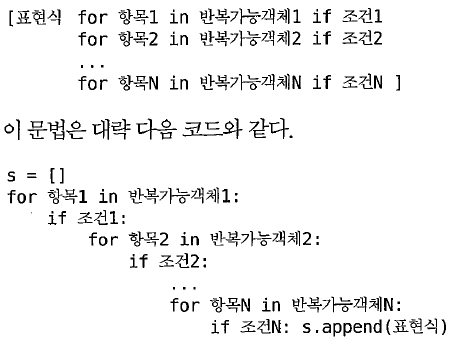 [표현식 for 항목1 in 반복가능객체1 if 조건1
for 항목2 in 반복가능객체2 if 조건2
...
for 항목N in 반복가능객체N if 조건N ]
이 문법은 대략 다음 코드와 같다.
s = []
for 항목1 in 반복가능객체1:
if 조건1:
for 항목2 in 반복가능객체2:
if 조건2:
...
for 항목N in 반복가능객체N:
if 조건N: s.append(표현식)